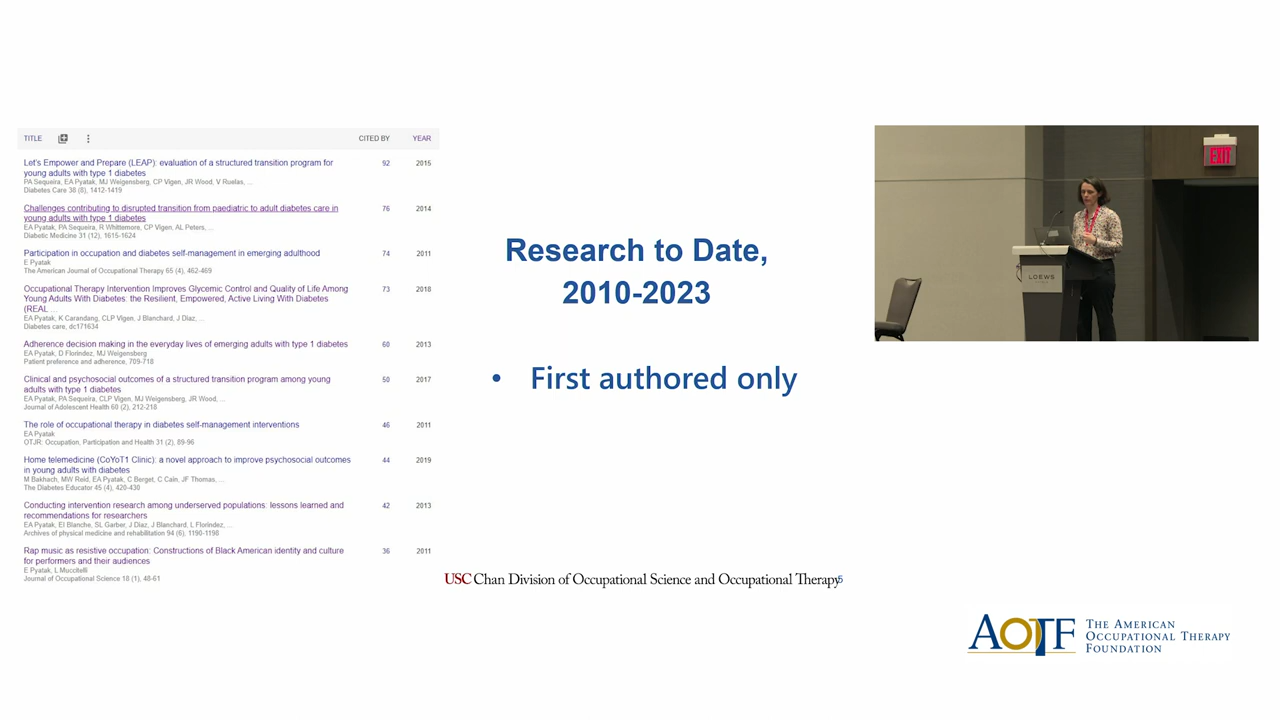 TITLE
CITED BY
YEAR
Let's Empower and Prepare (LEAP): evaluation of a structured transition program for
young adults with type 1 diabetes
92
2015
PA Sequeira, EA Pyatak, MJ Weigensberg, CP Vigen, JR Wood, V Ruelas, ...
Diabetes Care 38 (8), 1412-1419
Challenges contributing to disrupted transition from paediatric to adult diabetes care in
young adults with type 1 diabetes
76
2014
EA Pyatak, PA Sequeira, R Whittemore, CP Vigen, AL Peters, ...
Diabetic Medicine 31 (12), 1615-1624
Participation in occupation and diabetes self-management in emerging adulthood
74
2011
E Pyatak
The American Journal of Occupational Therapy 65 (4), 462-469
Occupational Therapy Intervention Improves Glycemic Control and Quality of Life Among
Young Adults With Diabetes: the Resilient, Empowered, Active Living With Diabetes
(REAL ...
73
2018
EA Pyatak, K Carandang, CLP Vigen, J Blanchard, J Diaz, ...
Diabetes care, dc171634
Adherence decision making in the everyday lives of emerging adults with type 1 diabetes
60
2013
EA Pyatak, D Florindez, MJ Weigensberg
Patient preference and adherence, 709-718
Clinical and psychosocial outcomes of a structured transition program among young
adults with type 1 diabetes
50
2017
EA Pyatak, PA Sequeira, CLP Vigen, MJ Weigensberg, JR Wood, ...
Journal of Adolescent Health 60 (2), 212-218
The role of occupational therapy in diabetes self-management interventions
46
2011
EA Pyatak
OTJR: Occupation, Participation and Health 31 (2), 89-96
Home telemedicine (CoYoT1 Clinic): a novel approach to improve psychosocial outcomes
in young adults with diabetes
44
2019
M Bakhach, MW Reid, EA Pyatak, C Berget, C Cain, JF Thomas, ...
The Diabetes Educator 45 (4), 420-430
Conducting intervention research among underserved populations: lessons learned and
recommendations for researchers
42
2013
EA Pyatak, EI Blanche, SL Garber, J Diaz, J Blanchard, L Florindez, ...
Archives of physical medicine and rehabilitation 94 (6), 1190-1198
Rap music as resistive occupation: Constructions of Black American identity and culture
for performers and their audiences
36
2011
E Pyatak, L Muccitelli
Journal of Occupational Science 18 (1), 48-61
Research to Date,
2010-2023
• First authored only
USC Chan Division of Occupational Science and Occupational Therapy
5
EXIT
LOEWS
AOTF
THE AMERICAN
OCCUPATIONAL THERAPY
FOUNDATION